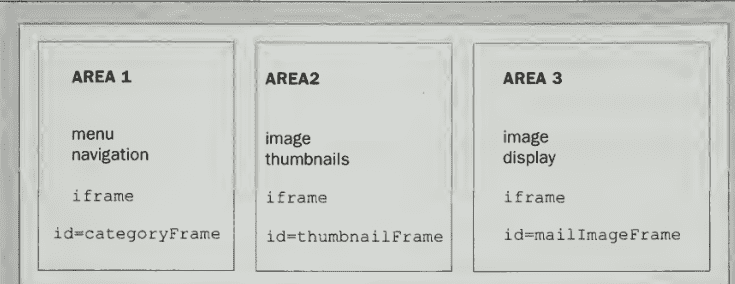 AREA 1
menu
navigation
iframe
id=categoryFrame
AREA2
image
thumbnails
iframe
id=thumbnailFrame
AREA 3
image
display
iframe
id=mailImageFrame